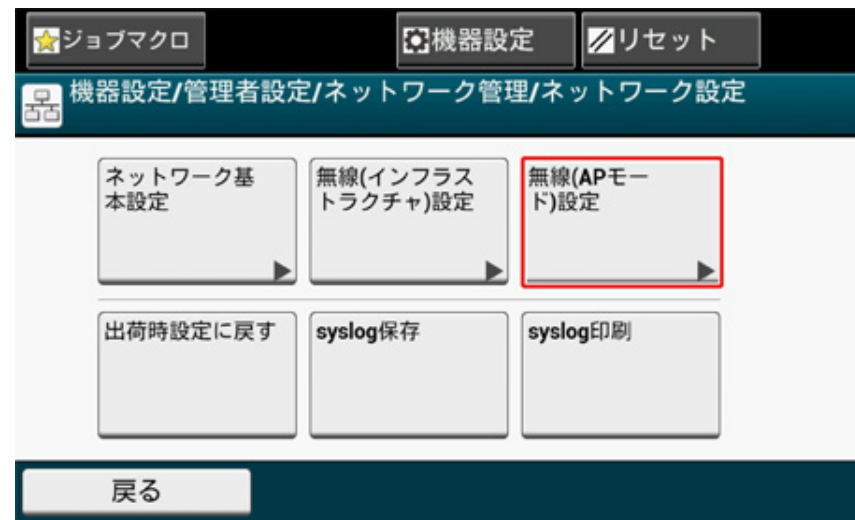 ジョブマクロ
機器設定
リセット
機器設定/管理者設定/ネットワーク管理/ネットワーク設定
ネットワーク基
本設定
無線(インフラス
トラクチャ)設定
無線(APモー
ド)設定
出荷時設定に戻す
syslog保存
syslog印刷
戻る